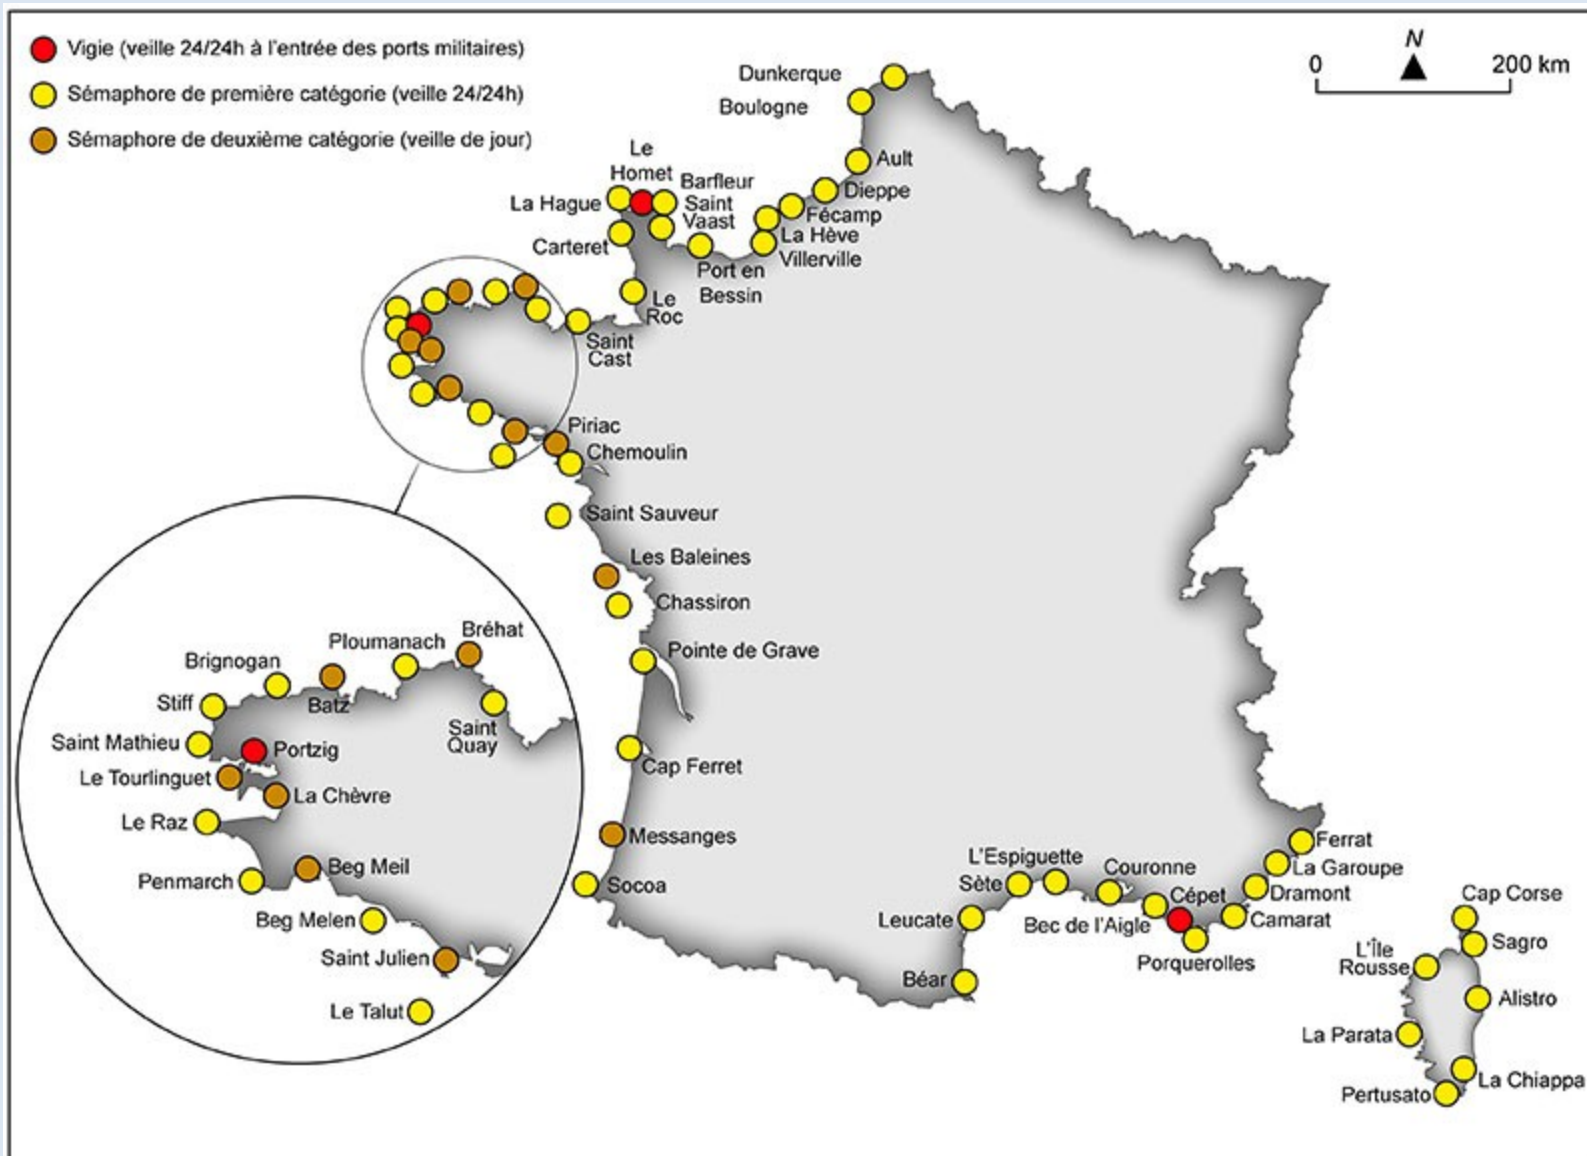 Vigie (veille 24/24h à l'entrée des ports militaires)
Sémaphore de première catégorie (veille 24/24h)
Sémaphore de deuxième catégorie (veille de jour)
N
0
200 km
Dunkerque
Boulogne
Ault
Dieppe
Fécamp
La Hève
Villerville
Le
Homet
Barfleur
La Hague
Saint
Vaast
Carteret
Port en
Bessin
Le
Roc
Saint
Cast
Piriac
Chemoulin
Saint Sauveur
Les Baleines
Chassiron
Pointe de Grave
Cap Ferret
Messanges
Socoa
Bréhat
Ploumanach
Brignogan
Batz
Stiff
Saint
Quay
Saint Mathieu
Portzig
Le Tourlinguet
La Chèvre
Le Raz
Beg Meil
Penmarch
Beg Melen
Saint Julien
Le Talut
Ferrat
La Garoupe
Dramont
Camarat
L'Espiguette
Couronne
Sète
Cépet
Leucate
Bec de l'Aigle
Porquerolles
Béar
Cap Corse
Sagro
L'Île
Rousse
Alistro
La Parata
La Chiappa
Pertusato